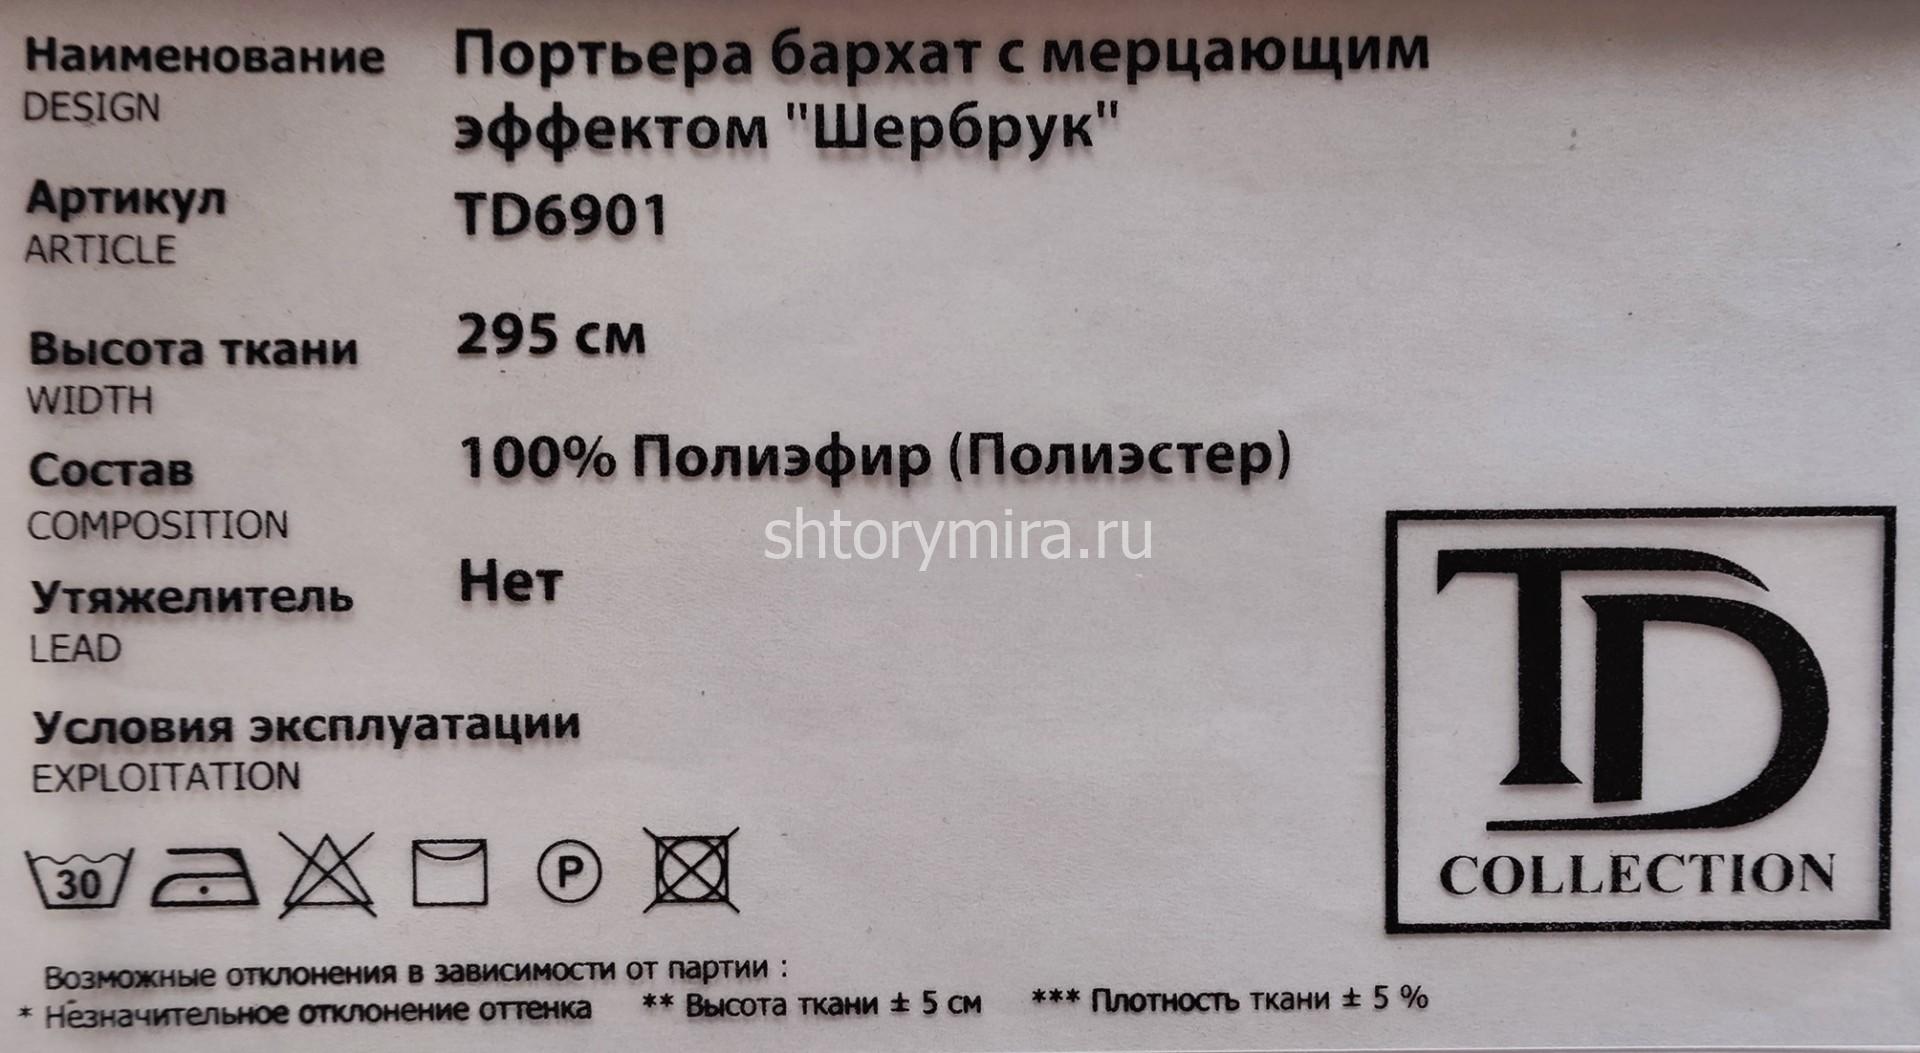 Наименование
DESIGN
Портьера бархат с мерцающим
эффектом "Шербрук"
Артикул
ARTICLE
TD6901
Высота ткани
WIDTH
295 см
Состав
COMPOSITION
100% Полиэфир (Полиэстер)
shtorymira.ru
Утяжелитель
LEAD
Нет
Условия эксплуатации
EXPLOITATION
30
P
TD
COLLECTION
Возможные отклонения в зависимости от партии :
* Незначительное отклонение оттенка ** Высота ткани ± 5 см *** Плотность ткани ± 5 %